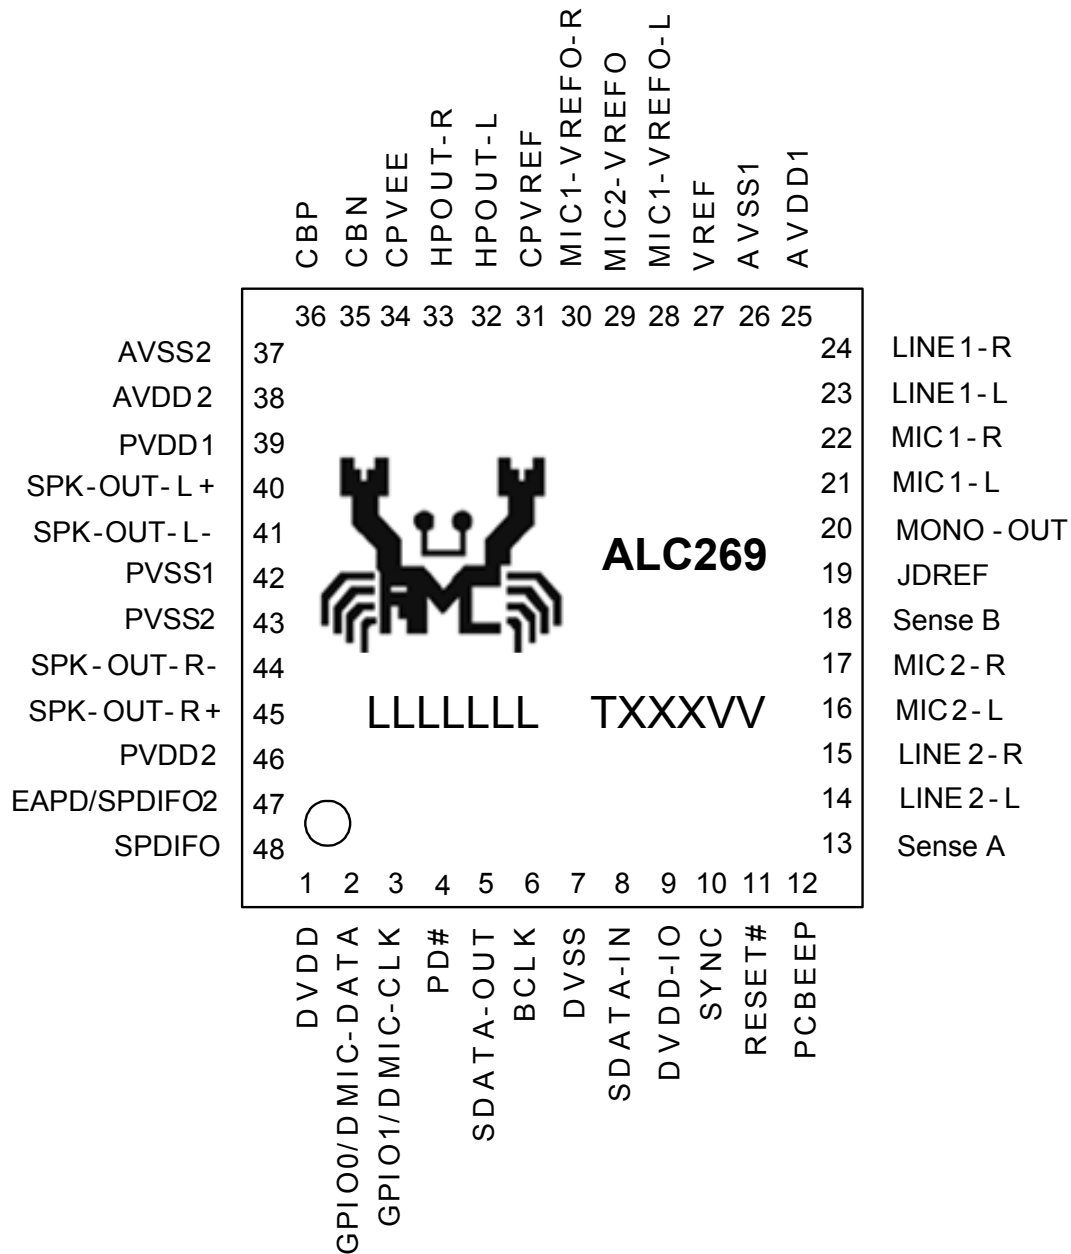 CBP
CBN
CPVEE
HPOUT-R
HPOUT-L
CPVREF
MIC1-VREFO-R
MIC2-VREFO
MIC1-VREFO-L
VREF
AVSS1
AVDD1
36 35 34 33 32 31 30 29 28 27 26 25
AVSS2 37
AVDD2 38
PVDD1 39
SPK-OUT-L+ 40
SPK-OUT-L- 41
PVSS1 42
PVSS2 43
SPK-OUT-R- 44
SPK-OUT-R+ 45
PVDD2 46
EAPD/SPDIFO2 47
SPDIFO 48
AMC
ALC269
LLLLLLL TXXXVV
24 LINE1-R
23 LINE1-L
22 MIC1-R
21 MIC1-L
20 MONO-OUT
19 JDREF
18 Sense B
17 MIC2-R
16 MIC2-L
15 LINE2-R
14 LINE2-L
13 Sense A
1 2 3 4 5 6 7 8 9 10 11 12
DVDD
GPIO0/DMIC-DATA
GPIO1/DMIC-CLK
PD#
SDATA-OUT
BCLK
DVSS
SDATA-IN
DVDD-IO
SYNC
RESET#
PCBEEP